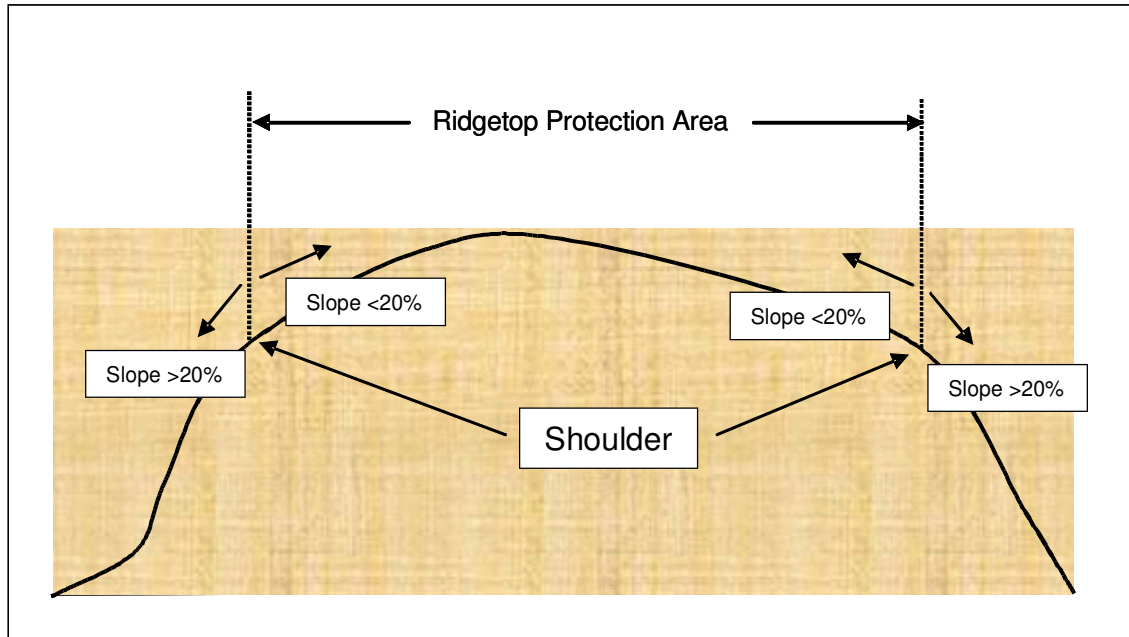 Ridgetop Protection Area
Slope <20%
Slope <20%
Slope >20%
Slope >20%
Shoulder